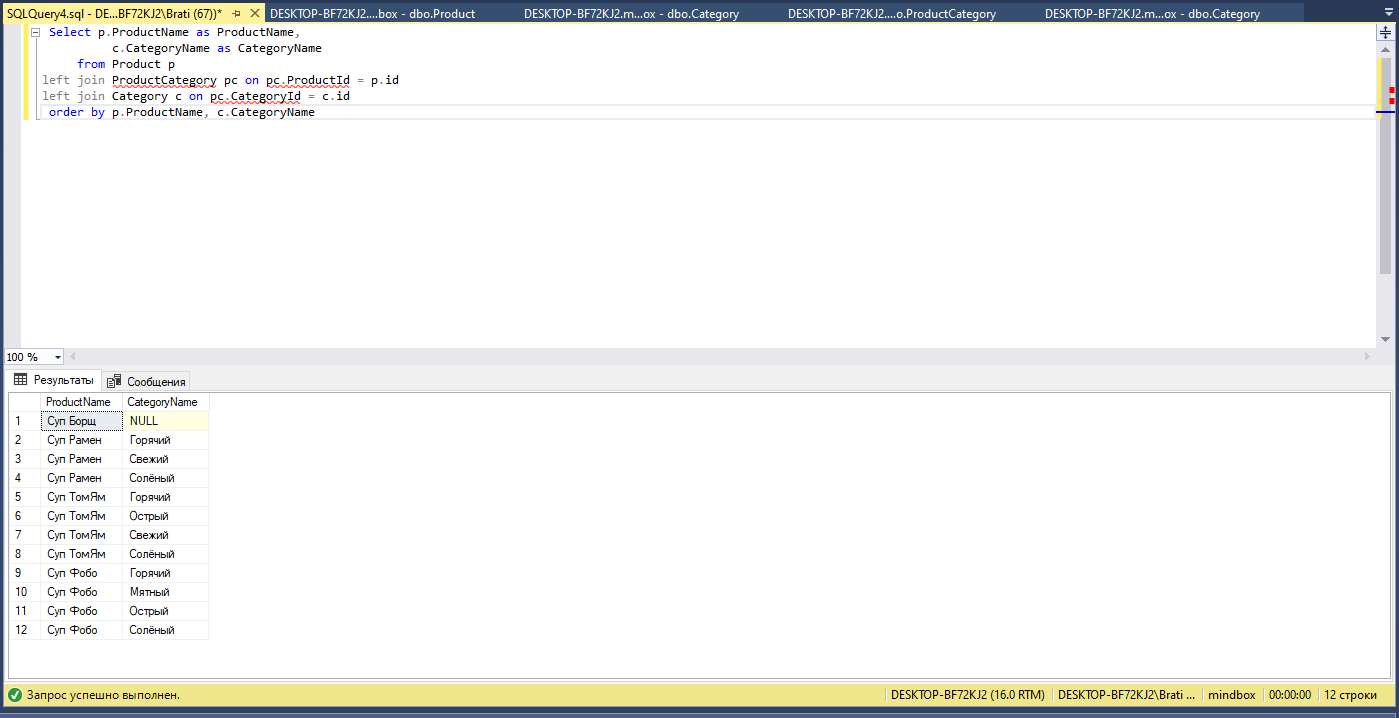 SQLQuery4.sql - DE...BF72KJ2\Brati (67))* DESKTOP-BF72KJ2....box - dbo.Product DESKTOP-BF72KJ2.m...ox - dbo.Category DESKTOP-BF72KJ2....o.ProductCategory DESKTOP-BF72KJ2.m...ox - dbo.Category
Select p.ProductName as ProductName,
c.CategoryName as CategoryName
from Product p
left join ProductCategory pc on pc.ProductId = p.id
left join Category c on pc.CategoryId = c.id
order by p.ProductName, c.CategoryName
100 %
Результаты Сообщения
ProductName CategoryName
1 Суп Борщ NULL
2 Суп Рамен Горячий
3 Суп Рамен Свежий
4 Суп Рамен Солёный
5 Суп ТомЯм Горячий
6 Суп ТомЯм Острый
7 Суп ТомЯм Свежий
8 Суп ТомЯм Солёный
9 Суп Фобо Горячий
10 Суп Фобо Мятный
11 Суп Фобо Острый
12 Суп Фобо Солёный
Запрос успешно выполнен. DESKTOP-BF72KJ2 (16.0 RTM) DESKTOP-BF72KJ2\Brati ... mindbox 00:00:00 12 строки